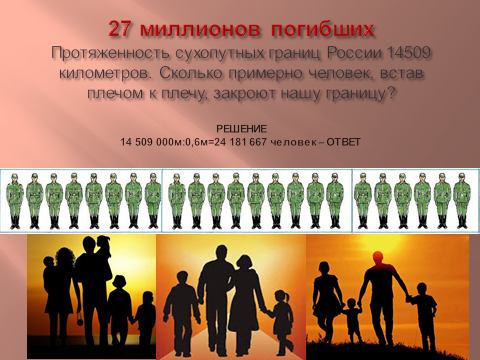 27 миллионов погибших
Протяженность сухопутных границ России 14509
километров. Сколько примерно человек, встав
плечом к плечу, закроют нашу границу?
РЕШЕНИЕ
14 509 000м:0,6м=24 181 667 человек – ОТВЕТ